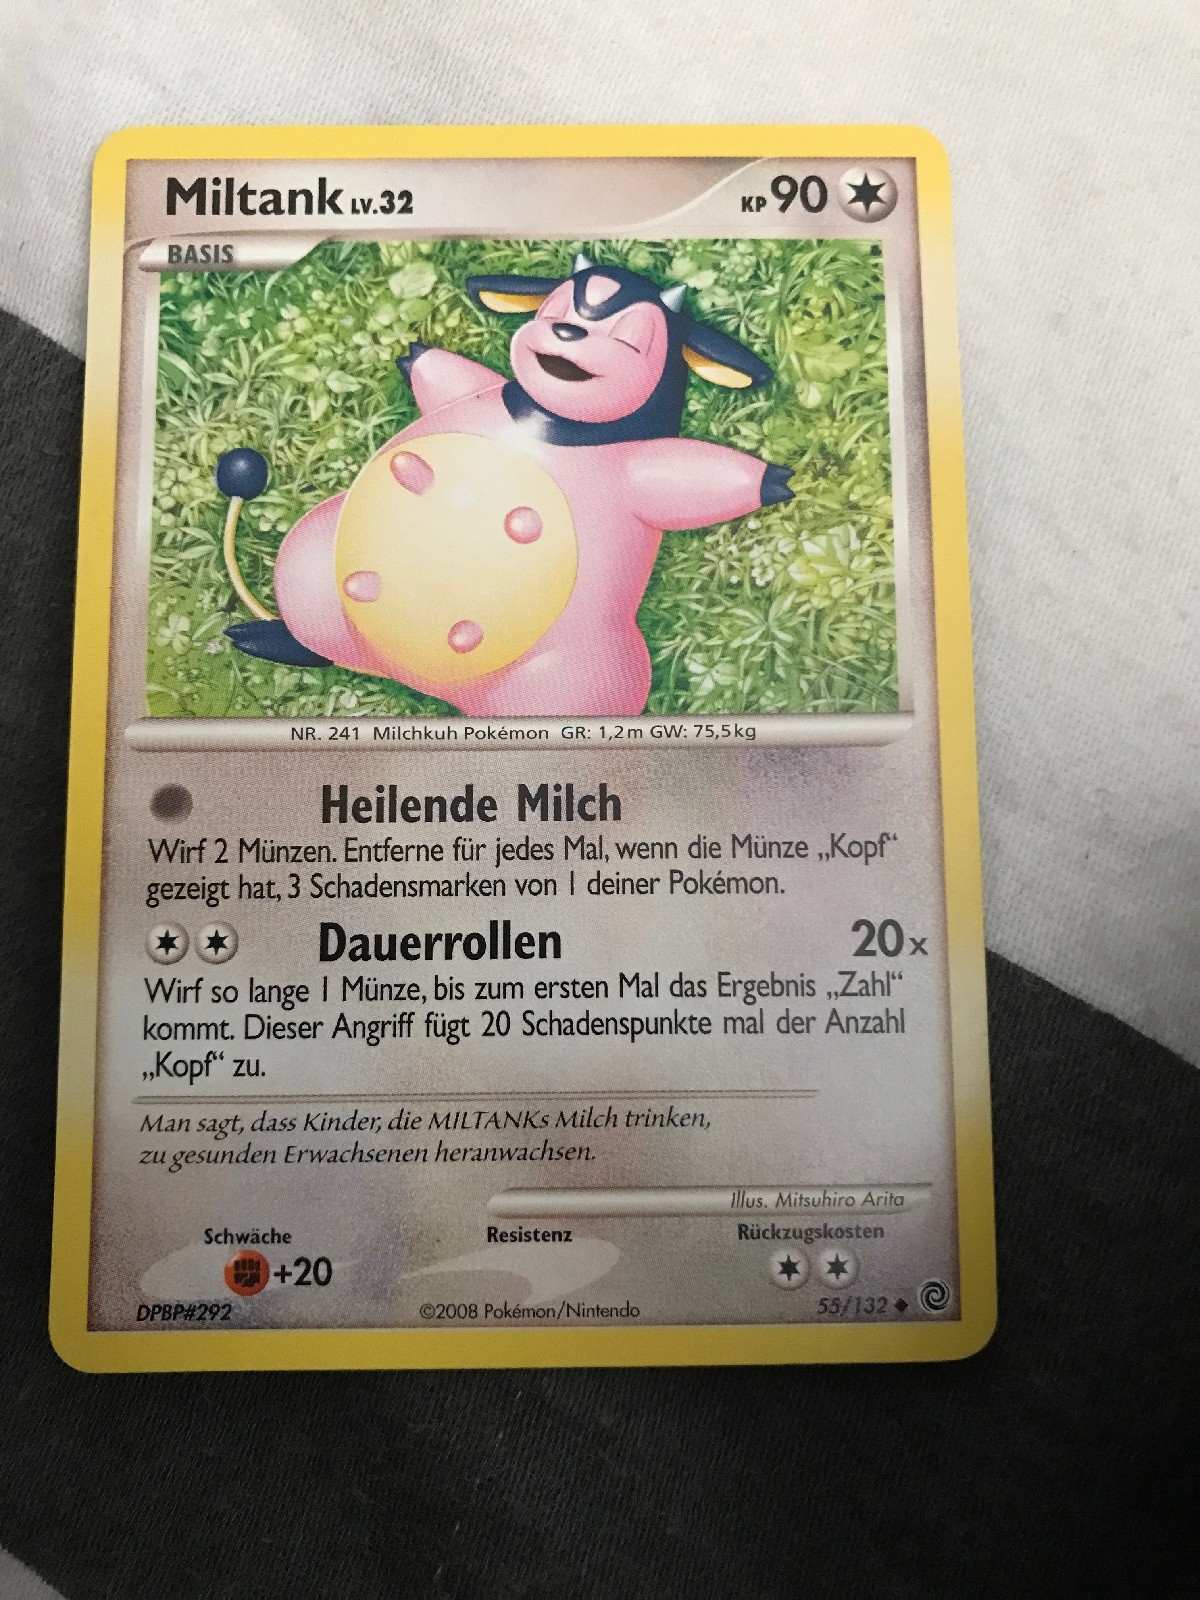 Miltank LV.32 KP 90
BASIS
NR. 241 Milchkuh Pokémon GR: 1,2m GW: 75,5kg
Heilende Milch
Wirf 2 Münzen. Entferne für jedes Mal, wenn die Münze „Kopf“
gezeigt hat, 3 Schadensmarken von 1 deiner Pokémon.
Dauerrollen 20x
Wirf so lange 1 Münze, bis zum ersten Mal das Ergebnis „Zahl“
kommt. Dieser Angriff fügt 20 Schadenspunkte mal der Anzahl
„Kopf“ zu.
Man sagt, dass Kinder, die MILTANKs Milch trinken,
zu gesunden Erwachsenen heranwachsen.
Illus. Mitsuhiro Arita
Schwäche Resistenz Rückzugskosten
+20
DPBP#292 ©2008 Pokémon/Nintendo 55/132